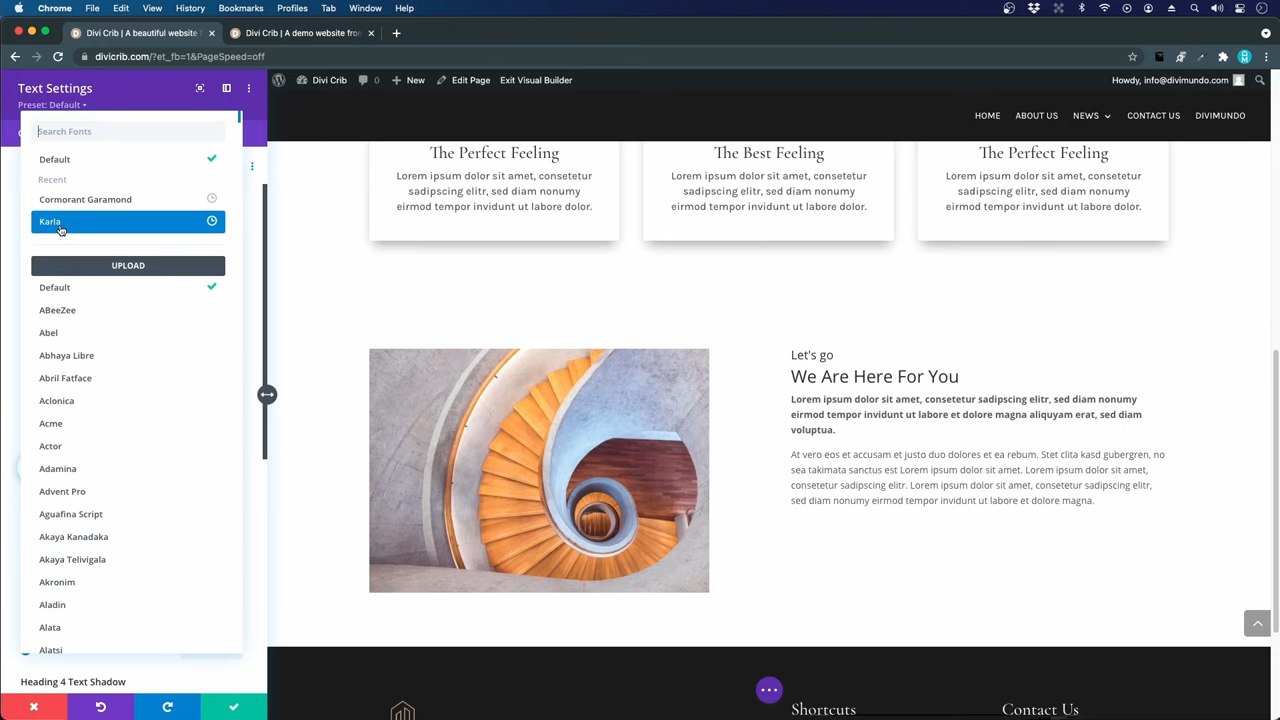 Chrome File Edit View History Bookmarks Profiles Tab Window Help
Divi Crib | A beautiful website
Divi Crib | A demo website from
divicrib.com/?et_fb=1&PageSpeed=off
Divi Crib 0 New Edit Page Exit Visual Builder
Howdy, info@divimundo.com
Text Settings
Preset: Default
Search Fonts
Default
Recent
Cormorant Garamond
Karla
UPLOAD
Default
ABeeZee
Abel
Abhaya Libre
Abril Fatface
Aclonica
Acme
Actor
Adamina
Advent Pro
Aguafina Script
Akaya Kanadaka
Akaya Telivigala
Akronim
Aladin
Alata
Alatsi
Heading 4 Text Shadow
HOME ABOUT US NEWS CONTACT US DIVIMUNDO
The Perfect Feeling
Lorem ipsum dolor sit amet, consetetur
sadipscing elitr, sed diam nonumy
eirmod tempor invidunt ut labore dolor.
The Best Feeling
Lorem ipsum dolor sit amet, consetetur
sadipscing elitr, sed diam nonumy
eirmod tempor invidunt ut labore dolor.
The Perfect Feeling
Lorem ipsum dolor sit amet, consetetur
sadipscing elitr, sed diam nonumy
eirmod tempor invidunt ut labore dolor.
Let's go
We Are Here For You
Lorem ipsum dolor sit amet, consetetur sadipscing elitr, sed diam nonumy
eirmod tempor invidunt ut labore et dolore magna aliquyam erat, sed diam
voluptua.
At vero eos et accusam et justo duo dolores et ea rebum. Stet clita kasd gubergren, no
sea takimata sanctus est Lorem ipsum dolor sit amet. Lorem ipsum dolor sit amet,
consetetur sadipscing elitr. Lorem ipsum dolor sit amet, consetetur sadipscing elitr,
sed diam nonumy eirmod tempor invidunt ut labore et dolore magna.
Shortcuts
Contact Us